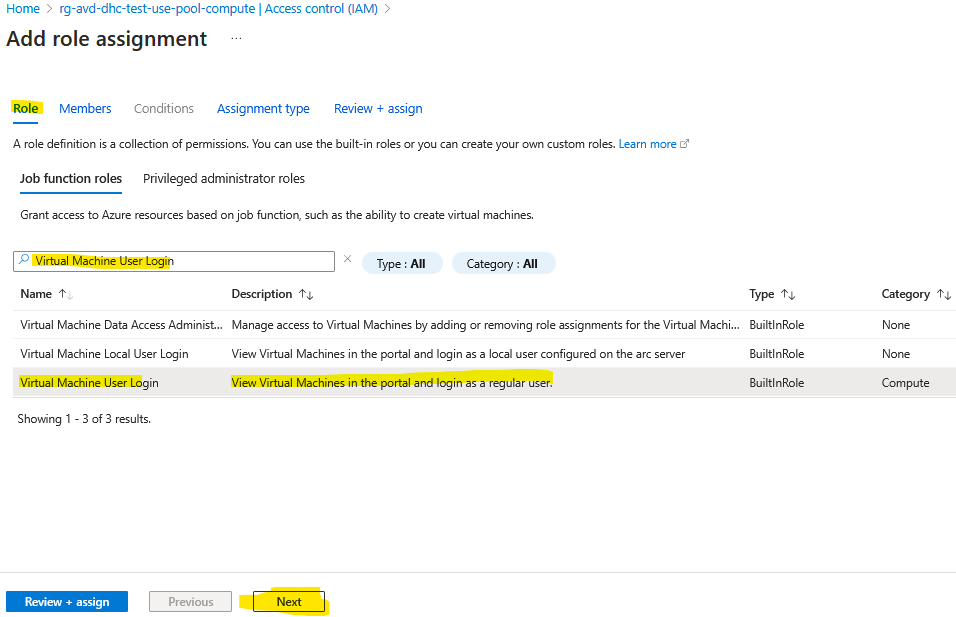 Home > rg-avd-dhc-test-use-pool-compute | Access control (IAM) >
Add role assignment ...
Role Members Conditions Assignment type Review + assign
A role definition is a collection of permissions. You can use the built-in roles or you can create your own custom roles. Learn more
Job function roles Privileged administrator roles
Grant access to Azure resources based on job function, such as the ability to create virtual machines.
Virtual Machine User Login × Type : All Category : All
Name ↑↓ Description ↑↓ Type ↑↓ Category ↑↓
Virtual Machine Data Access Administ... Manage access to Virtual Machines by adding or removing role assignments for the Virtual Machi... BuiltInRole None
Virtual Machine Local User Login View Virtual Machines in the portal and login as a local user configured on the arc server BuiltInRole None
Virtual Machine User Login View Virtual Machines in the portal and login as a regular user. BuiltInRole Compute
Showing 1 - 3 of 3 results.
Review + assign Previous Next